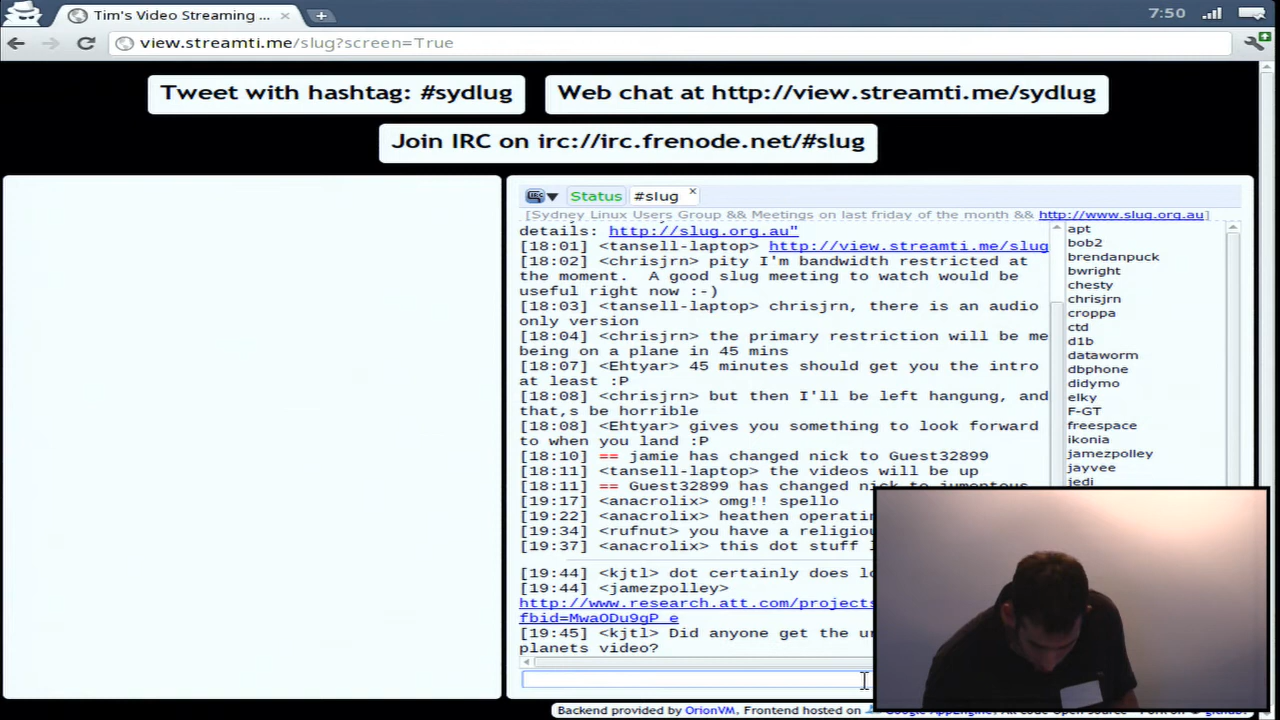 Tim's Video Streaming ...
7:50
view.streamti.me/slug?screen=True
Tweet with hashtag: #sydlug
Web chat at http://view.streamti.me/sydlug
Join IRC on irc://irc.frenode.net/#slug
Status #slug
[Sydney Linux Users Group && Meetings on last friday of the month && http://www.slug.org.au]
details: http://slug.org.au"
[18:01] <tansell-laptop> http://view.streamti.me/slug
[18:02] <chrisjrn> pity I'm bandwidth restricted at
the moment. A good slug meeting to watch would be
useful right now :-)
[18:03] <tansell-laptop> chrisjrn, there is an audio
only version
[18:04] <chrisjrn> the primary restriction will be me
being on a plane in 45 mins
[18:07] <Ehtyar> 45 minutes should get you the intro
at least :P
[18:08] <chrisjrn> but then I'll be left hangung, and
that,s be horrible
[18:08] <Ehtyar> gives you something to look forward
to when you land :P
[18:10] == jamie has changed nick to Guest32899
[18:11] <tansell-laptop> the videos will be up
[18:11] == Guest32899 has changed nick to jumptous
[19:17] <anacrolix> omg!! spello
[19:22] <anacrolix> heathen operatin
[19:34] <rufnut> you have a religiou
[19:37] <anacrolix> this dot stuff
[19:44] <kjtl> dot certainly does lo
[19:44] <jamezpolley>
http://www.research.att.com/projects
fbid=MwaODu9gP_e
[19:45] <kjtl> Did anyone get the
planets video?
apt
bob2
brendanpuck
bwright
chesty
chrisjrn
croppa
ctd
d1b
dataworm
dbphone
didymo
elky
F-GT
freespace
ikonia
jamezpolley
jayvee
jedi
Backend provided by OrionVM, Frontend hosted on